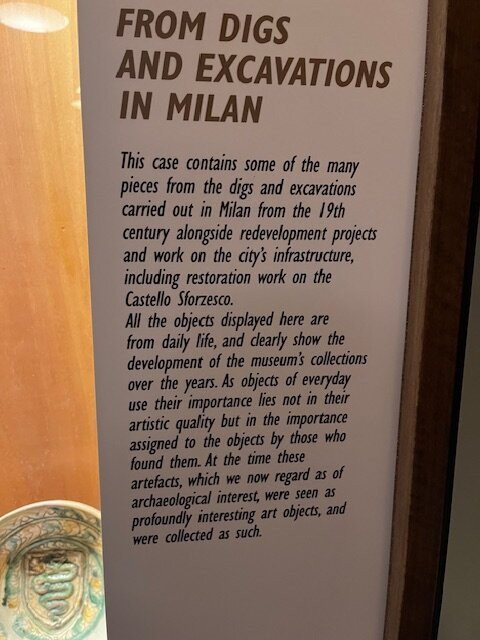 FROM DIGS
AND EXCAVATIONS
IN MILAN
This case contains some of the many
pieces from the digs and excavations
carried out in Milan from the 19th
century alongside redevelopment projects
and work on the city's infrastructure,
including restoration work on the
Castello Sforzesco.
All the objects displayed here are
from daily life, and clearly show the
development of the museum's collections
over the years. As objects of everyday
use their importance lies not in their
artistic quality but in the importance
assigned to the objects by those who
found them. At the time these
artefacts, which we now regard as of
archaeological interest, were seen as
profoundly interesting art objects, and
were collected as such.